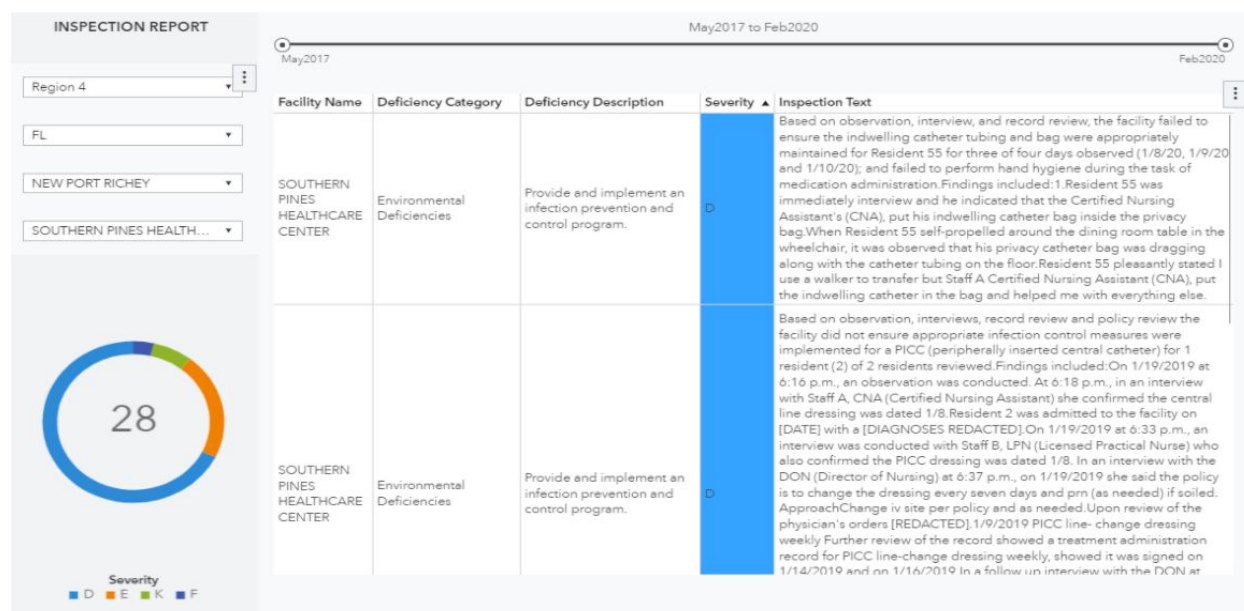 INSPECTION REPORT
Region 4
FL
NEW PORT RICHEY
SOUTHERN PINES HEALTH...
28
Severity
D E K F
May2017 to Feb2020
May2017
Feb2020
Facility Name Deficiency Category Deficiency Description Severity ▲ Inspection Text
SOUTHERN
PINES
HEALTHCARE
CENTER
Environmental
Deficiencies
Provide and implement an
infection prevention and
control program.
D
Based on observation, interview, and record review, the facility failed to
ensure the indwelling catheter tubing and bag were appropriately
maintained for Resident 55 for three of four days observed (1/8/20, 1/9/20
and 1/10/20); and failed to perform hand hygiene during the task of
medication administration.Findings included:1.Resident 55 was
immediately interview and he indicated that the Certified Nursing
Assistant's (CNA), put his indwelling catheter bag inside the privacy
bag.When Resident 55 self-propelled around the dining room table in the
wheelchair, it was observed that his privacy catheter bag was dragging
along with the catheter tubing on the floor.Resident 55 pleasantly stated I
use a walker to transfer but Staff A Certified Nursing Assistant (CNA), put
the indwelling catheter in the bag and helped me with everything else.
SOUTHERN
PINES
HEALTHCARE
CENTER
Environmental
Deficiencies
Provide and implement an
infection prevention and
control program.
D
Based on observation, interviews, record review and policy review the
facility did not ensure appropriate infection control measures were
implemented for a PICC (peripherally inserted central catheter) for 1
resident (2) of 2 residents reviewed.Findings included:On 1/19/2019 at
6:16 p.m., an observation was conducted. At 6:18 p.m., in an interview
with Staff A, CNA (Certified Nursing Assistant) she confirmed the central
line dressing was dated 1/8.Resident 2 was admitted to the facility on
[DATE] with a [DIAGNOSES REDACTED].On 1/19/2019 at 6:33 p.m., an
interview was conducted with Staff B, LPN (Licensed Practical Nurse) who
also confirmed the PICC dressing was dated 1/8. In an interview with the
DON (Director of Nursing) at 6:37 p.m., on 1/19/2019 she said the policy
is to change the dressing every seven days and prn (as needed) if soiled.
ApproachChange iv site per policy and as needed.Upon review of the
physician's orders [REDACTED].1/9/2019 PICC line- change dressing
weekly Further review of the record showed a treatment administration
record for PICC line-change dressing weekly, showed it was signed on
1/14/2019 and on 1/16/2019 In a follow up interview with the DON at